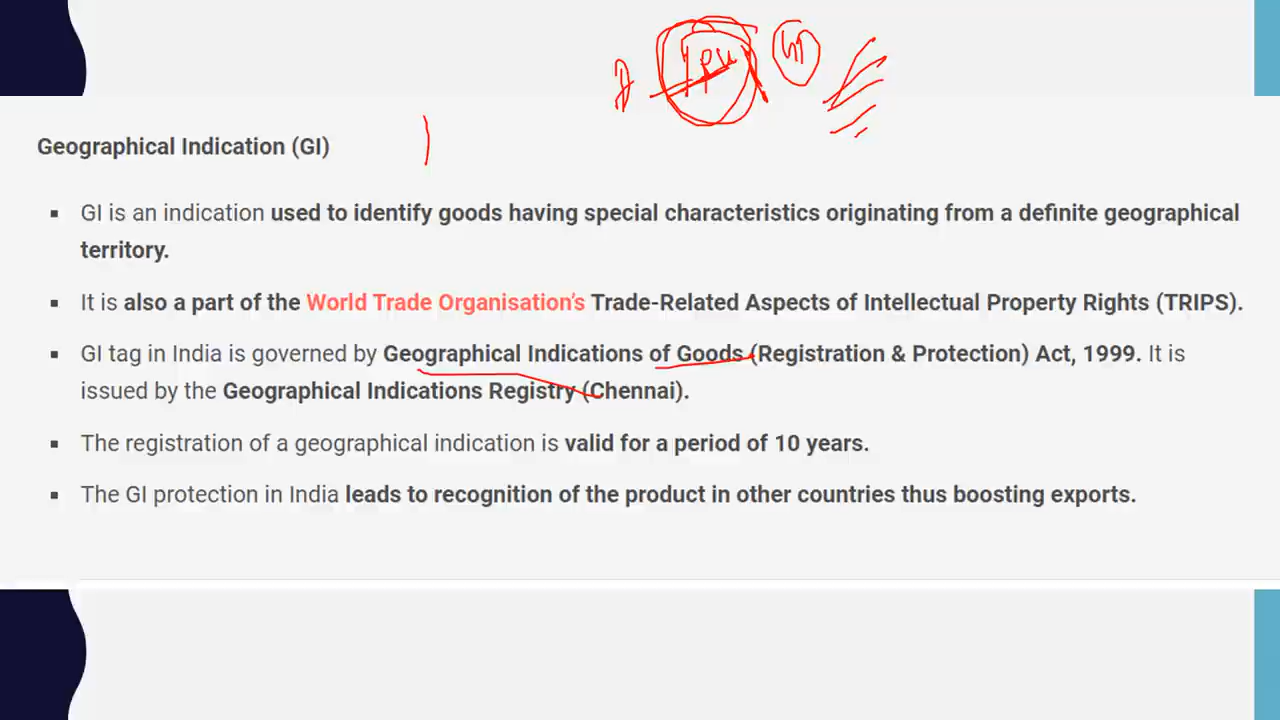 Geographical Indication (GI)
▪ GI is an indication used to identify goods having special characteristics originating from a definite geographical
territory.
▪ It is also a part of the World Trade Organisation's Trade-Related Aspects of Intellectual Property Rights (TRIPS).
▪ GI tag in India is governed by Geographical Indications of Goods (Registration & Protection) Act, 1999. It is
issued by the Geographical Indications Registry (Chennai).
▪ The registration of a geographical indication is valid for a period of 10 years.
▪ The GI protection in India leads to recognition of the product in other countries thus boosting exports.